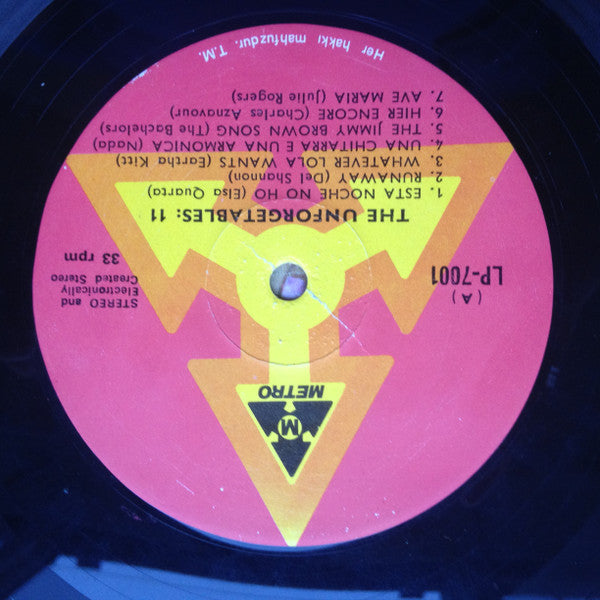 METRO
M
(A)
LP-7001
STEREO and
Electronically
Created Stereo
33 rpm
THE UNFORGETABLES: 11
1. ESTA NOCHE NO HO (Elsa Quarta)
2. RUNAWAY (Del Shannon)
3. WHATEVER LOLA WANTS (Eartha Kitt)
4. UNA CHITARRA E UNA ARMONICA (Nada)
5. THE JIMMY BROWN SONG (The Bachelors)
6. HIER ENCORE (Charles Aznavour)
7. AVE MARIA (Julie Rogers)
Her hakkı mahfuzdur. T.M.